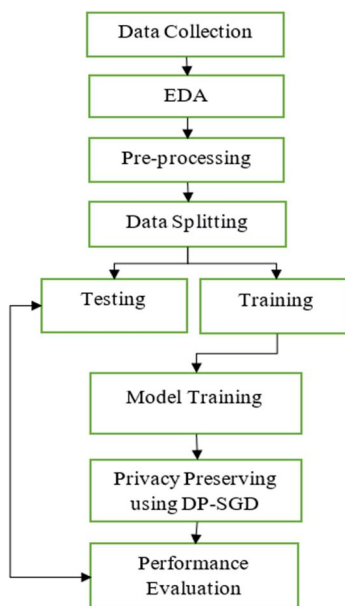 Data Collection
EDA
Pre-processing
Data Splitting
Testing
Training
Model Training
Privacy Preserving
using DP-SGD
Performance
Evaluation